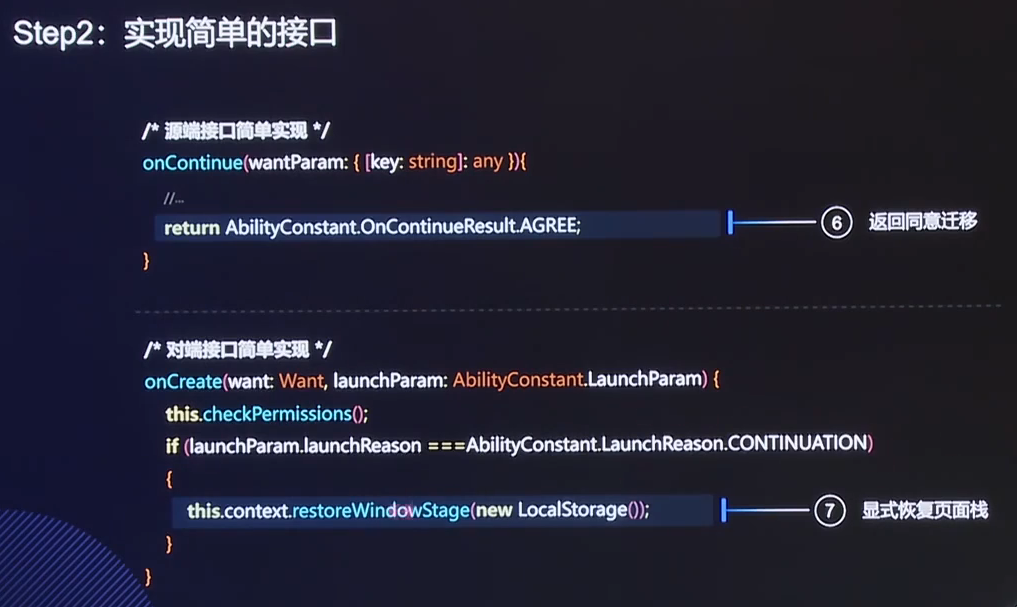 Step2：实现简单的接口
/* 源端接口简单实现 */
onContinue(wantParam: { [key: string]: any }){
//...
return AbilityConstant.OnContinueResult.AGREE;
6 返回同意迁移
}
/* 对端接口简单实现 */
onCreate(want: Want, launchParam: AbilityConstant.LaunchParam) {
this.checkPermissions();
if (launchParam.launchReason ===AbilityConstant.LaunchReason.CONTINUATION)
{
this.context.restoreWindowStage(new LocalStorage());
7 显式恢复页面栈
}
}